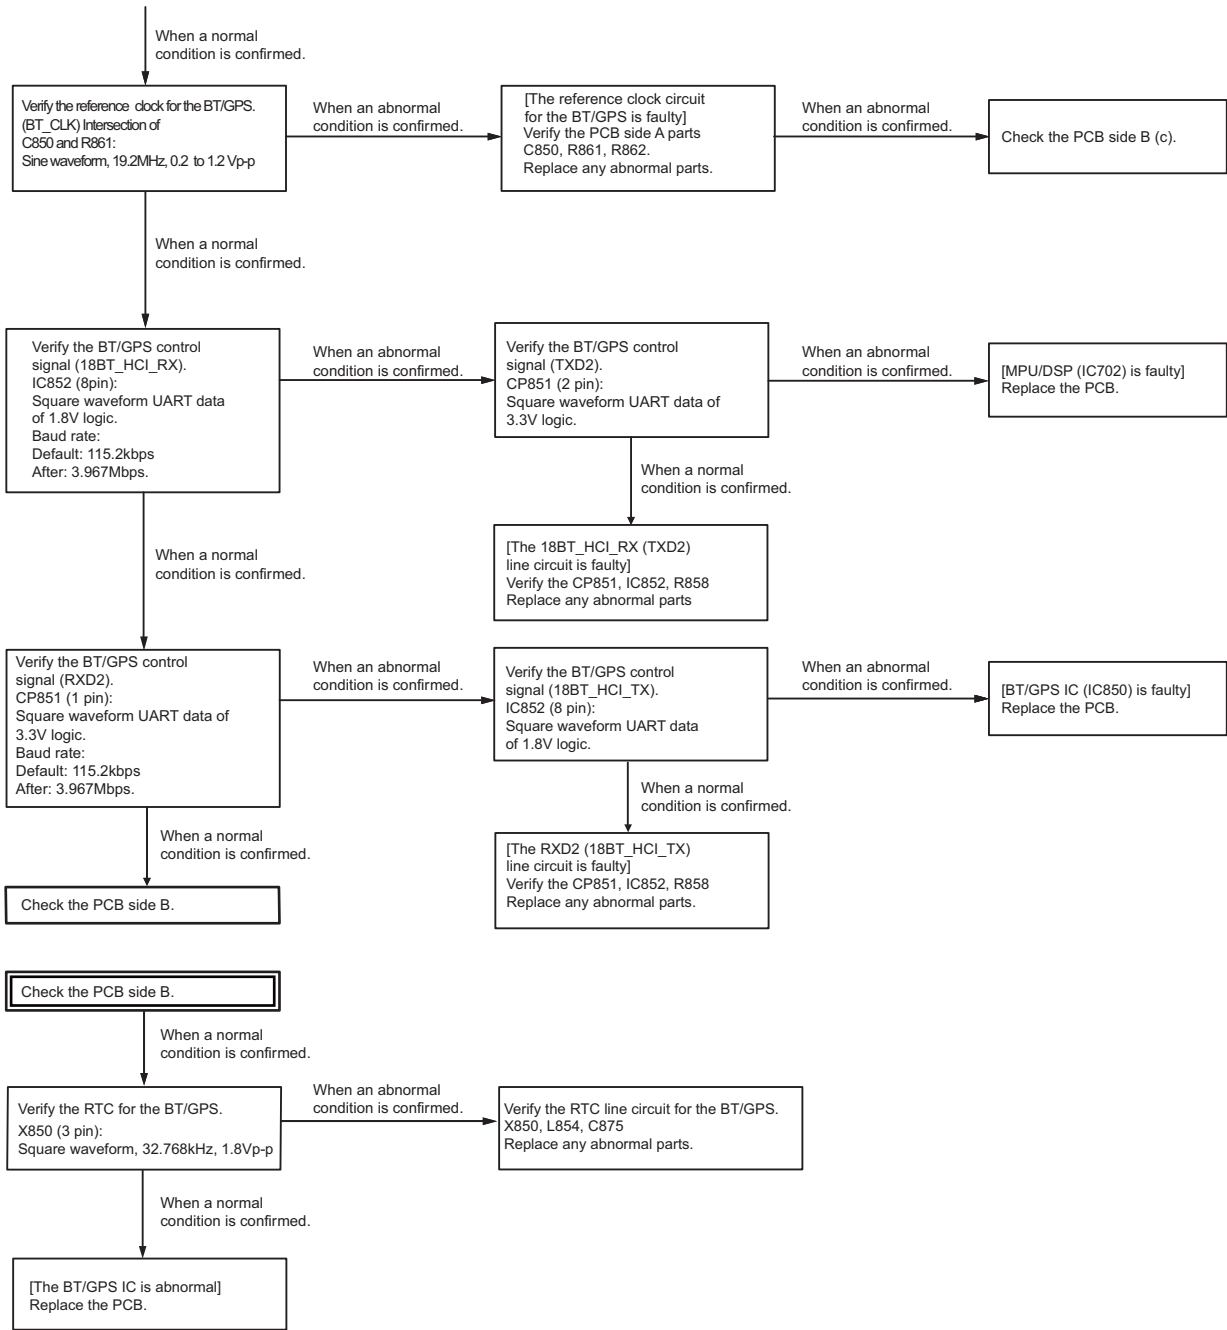 When a normal
condition is confirmed.
Verify the reference clock for the BT/GPS.
(BT_CLK) Intersection of
C850 and R861:
Sine waveform, 19.2MHz, 0.2 to 1.2 Vp-p
When an abnormal
condition is confirmed.
[The reference clock circuit
for the BT/GPS is faulty]
Verify the PCB side A parts
C850, R861, R862.
Replace any abnormal parts.
When an abnormal
condition is confirmed.
Check the PCB side B (c).
When a normal
condition is confirmed.
Verify the BT/GPS control
signal (18BT_HCI_RX).
IC852 (8pin):
Square waveform UART data
of 1.8V logic.
Baud rate:
Default: 115.2kbps
After: 3.967Mbps.
When an abnormal
condition is confirmed.
Verify the BT/GPS control
signal (TXD2).
CP851 (2 pin):
Square waveform UART data of
3.3V logic.
When an abnormal
condition is confirmed.
[MPU/DSP (IC702) is faulty]
Replace the PCB.
When a normal
condition is confirmed.
[The 18BT_HCI_RX (TXD2)
line circuit is faulty]
Verify the CP851, IC852, R858
Replace any abnormal parts
When a normal
condition is confirmed.
Verify the BT/GPS control
signal (RXD2).
CP851 (1 pin):
Square waveform UART data of
3.3V logic.
Baud rate:
Default: 115.2kbps
After: 3.967Mbps.
When an abnormal
condition is confirmed.
Verify the BT/GPS control
signal (18BT_HCI_TX).
IC852 (8 pin):
Square waveform UART data
of 1.8V logic.
When an abnormal
condition is confirmed.
[BT/GPS IC (IC850) is faulty]
Replace the PCB.
When a normal
condition is confirmed.
[The RXD2 (18BT_HCI_TX)
line circuit is faulty]
Verify the CP851, IC852, R858
Replace any abnormal parts.
When a normal
condition is confirmed.
Check the PCB side B.
Check the PCB side B.
When a normal
condition is confirmed.
Verify the RTC for the BT/GPS.
X850 (3 pin):
Square waveform, 32.768kHz, 1.8Vp-p
When an abnormal
condition is confirmed.
Verify the RTC line circuit for the BT/GPS.
X850, L854, C875
Replace any abnormal parts.
When a normal
condition is confirmed.
[The BT/GPS IC is abnormal]
Replace the PCB.